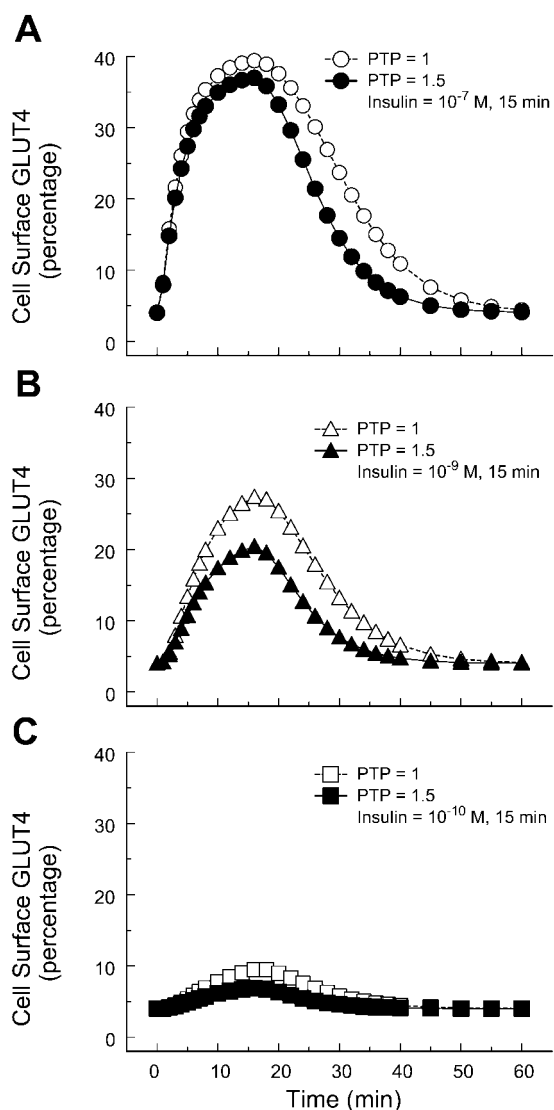 A
Cell Surface GLUT4
(percentage)
40
30
20
10
0
PTP = 1
PTP = 1.5
Insulin = 10⁻⁷ M, 15 min
B
Cell Surface GLUT4
(percentage)
40
30
20
10
0
PTP = 1
PTP = 1.5
Insulin = 10⁻⁹ M, 15 min
C
Cell Surface GLUT4
(percentage)
40
30
20
10
0
PTP = 1
PTP = 1.5
Insulin = 10⁻¹⁰ M, 15 min
0 10 20 30 40 50 60
Time (min)